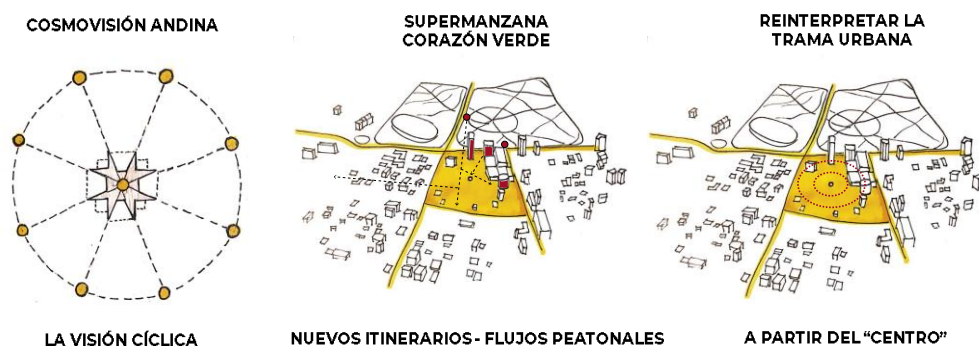 COSMOVISIÓN ANDINA
SUPERMANZANA
CORAZÓN VERDE
REINTERPRETAR LA
TRAMA URBANA
LA VISIÓN CÍCLICA
NUEVOS ITINERARIOS - FLUJOS PEATONALES
A PARTIR DEL "CENTRO"